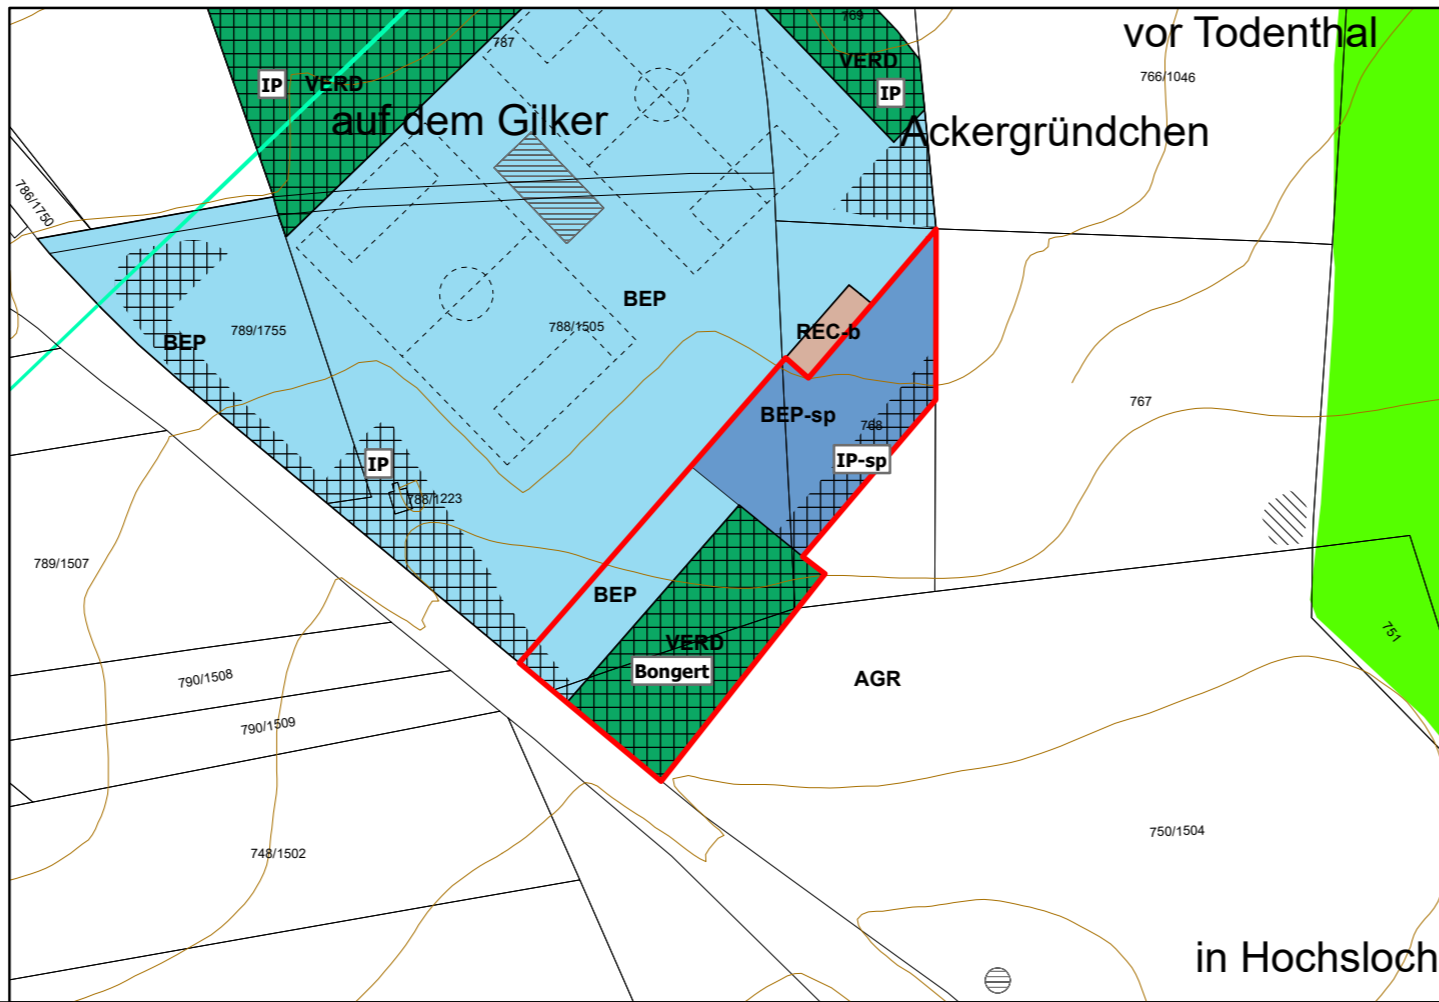 769
vor Todenthal
787
VERD
766/1046
IP
VERD
IP
auf dem Gilker
Ackergründchen
786/1750
BEP
788/1505
789/1755
REC-b
BEP
767
BEP-sp
768
IP-sp
IP
788/1223
789/1507
BEP
751
VERD
Bongert
790/1508
AGR
790/1509
750/1504
748/1502
in Hochsloch